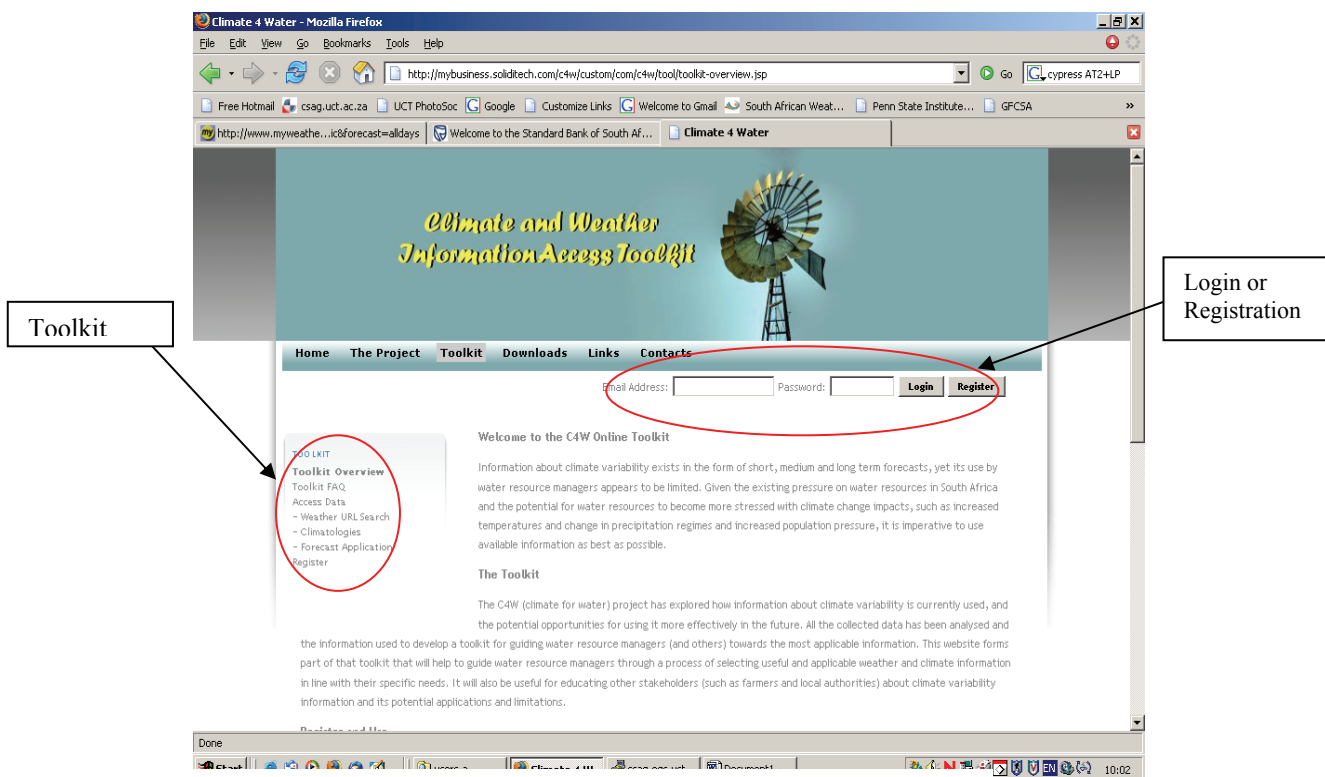 Climate 4 Water - Mozilla Firefox
File Edit View Go Bookmarks Tools Help
http://mybusiness.soliditech.com/c4w/custom/com/c4w/tool/toolkit-overview.jsp Go cypress AT2+LP
Free Hotmail csag.uct.ac.za UCT PhotoSoc Google Customize Links Welcome to Gmail South African Weat... Penn State Institute... GFCSA »
http://www.myweathe...ic&forecast=alldays Welcome to the Standard Bank of South Af... Climate 4 Water
Climate and Weather
Information Access Toolkit
Login or
Registration
Toolkit
Home The Project Toolkit Downloads Links Contacts
Email Address: Password: Login Register
TOOLKIT
Toolkit Overview
Toolkit FAQ
Access Data
- Weather URL Search
- Climatologies
- Forecast Application
Register
Welcome to the C4W Online Toolkit
Information about climate variability exists in the form of short, medium and long term forecasts, yet its use by
water resource managers appears to be limited. Given the existing pressure on water resources in South Africa
and the potential for water resources to become more stressed with climate change impacts, such as increased
temperatures and change in precipitation regimes and increased population pressure, it is imperative to use
available information as best as possible.
The Toolkit
The C4W (climate for water) project has explored how information about climate variability is currently used, and
the potential opportunities for using it more effectively in the future. All the collected data has been analysed and
the information used to develop a toolkit for guiding water resource managers (and others) towards the most applicable information. This website forms
part of that toolkit that will help to guide water resource managers through a process of selecting useful and applicable weather and climate information
in line with their specific needs. It will also be useful for educating other stakeholders (such as farmers and local authorities) about climate variability
information and its potential applications and limitations.
Register and Use
Done
Start users a Climate 4 W Document1 EN 10:02